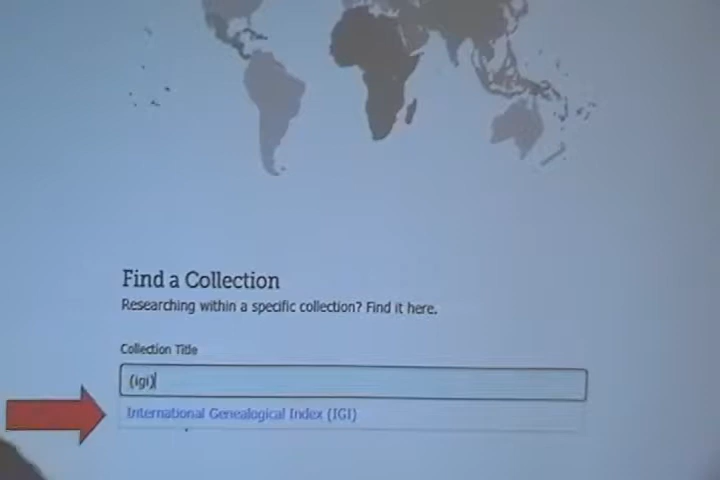 Find a Collection
Researching within a specific collection? Find it here.
Collection Title
(igi)
International Genealogical Index (IGI)